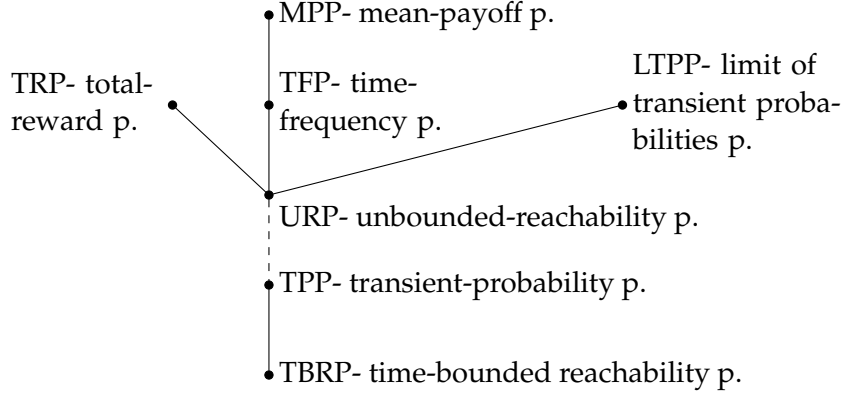 MPP- mean-payoff p.
TRP- total-
reward p.
TFP- time-
frequency p.
LTPP- limit of
transient proba-
bilities p.
URP- unbounded-reachability p.
TPP- transient-probability p.
TBRP- time-bounded reachability p.